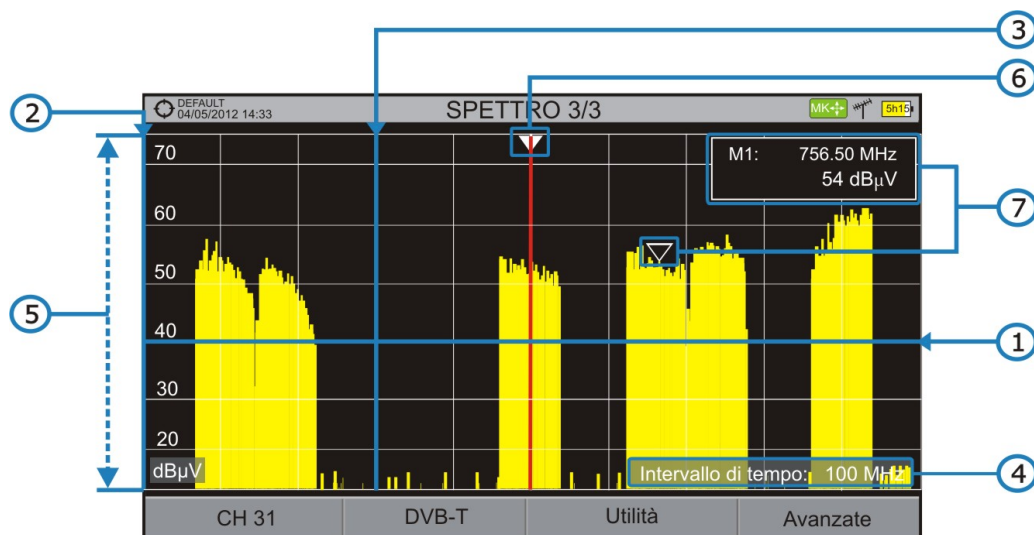 3
6
2
DEFAULT
04/05/2012 14:33
SPETTRO 3/3
MK
5h15
70
M1: 756.50 MHz
54 dBµV
7
60
50
5
40
1
30
20
dBµV
Intervallo di tempo: 100 MHz
4
CH 31
DVB-T
Utilità
Avanzate